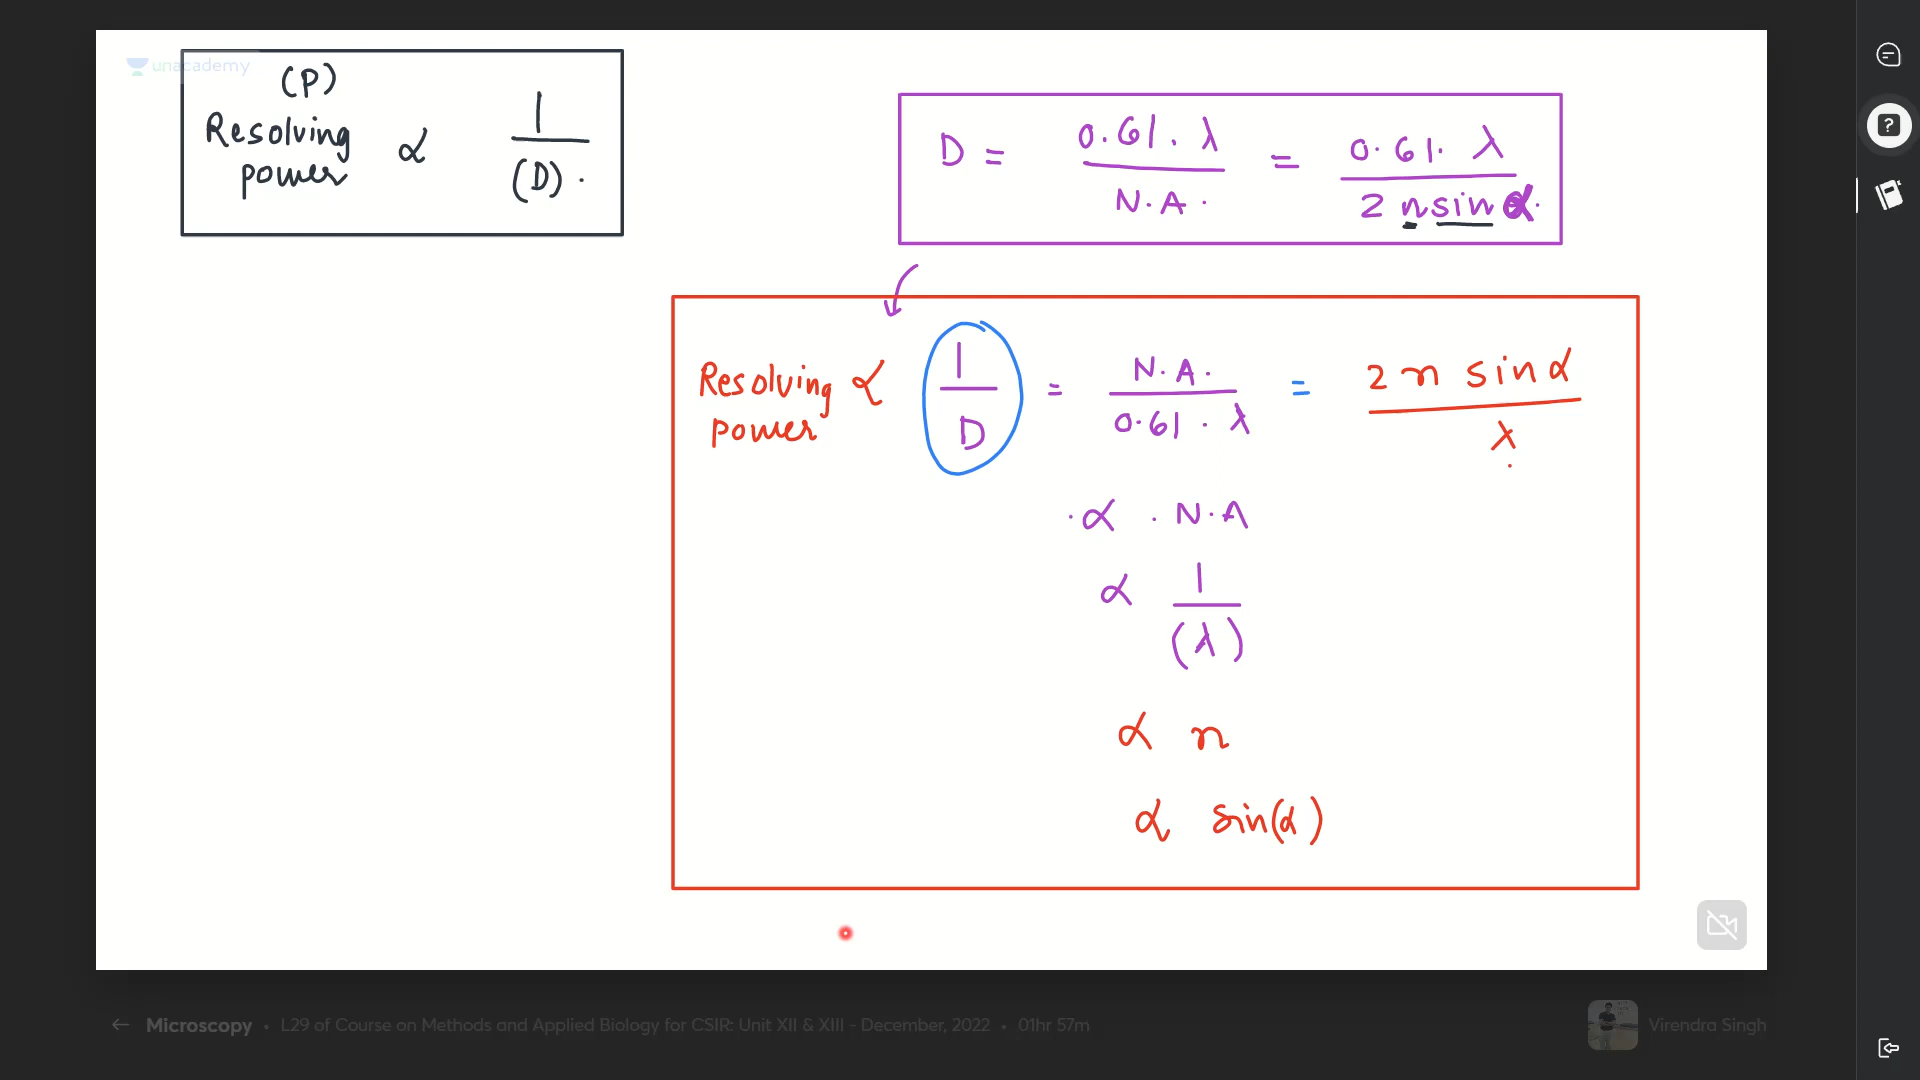 unacademy
(P)
Resolving power ∝ 1 / (D).
D = 0.61. λ / N.A. = 0.61. λ / 2 n sin α.
Resolving power ∝ 1 / D = N.A. / 0.61 . λ = 2 n sin α / λ
. ∝ . N.A
∝ 1 / (λ)
∝ n
∝ sin(α)
← Microscopy • L29 of Course on Methods and Applied Biology for CSIR: Unit XII & XIII - December, 2022 • 01hr 57m
Virendra Singh